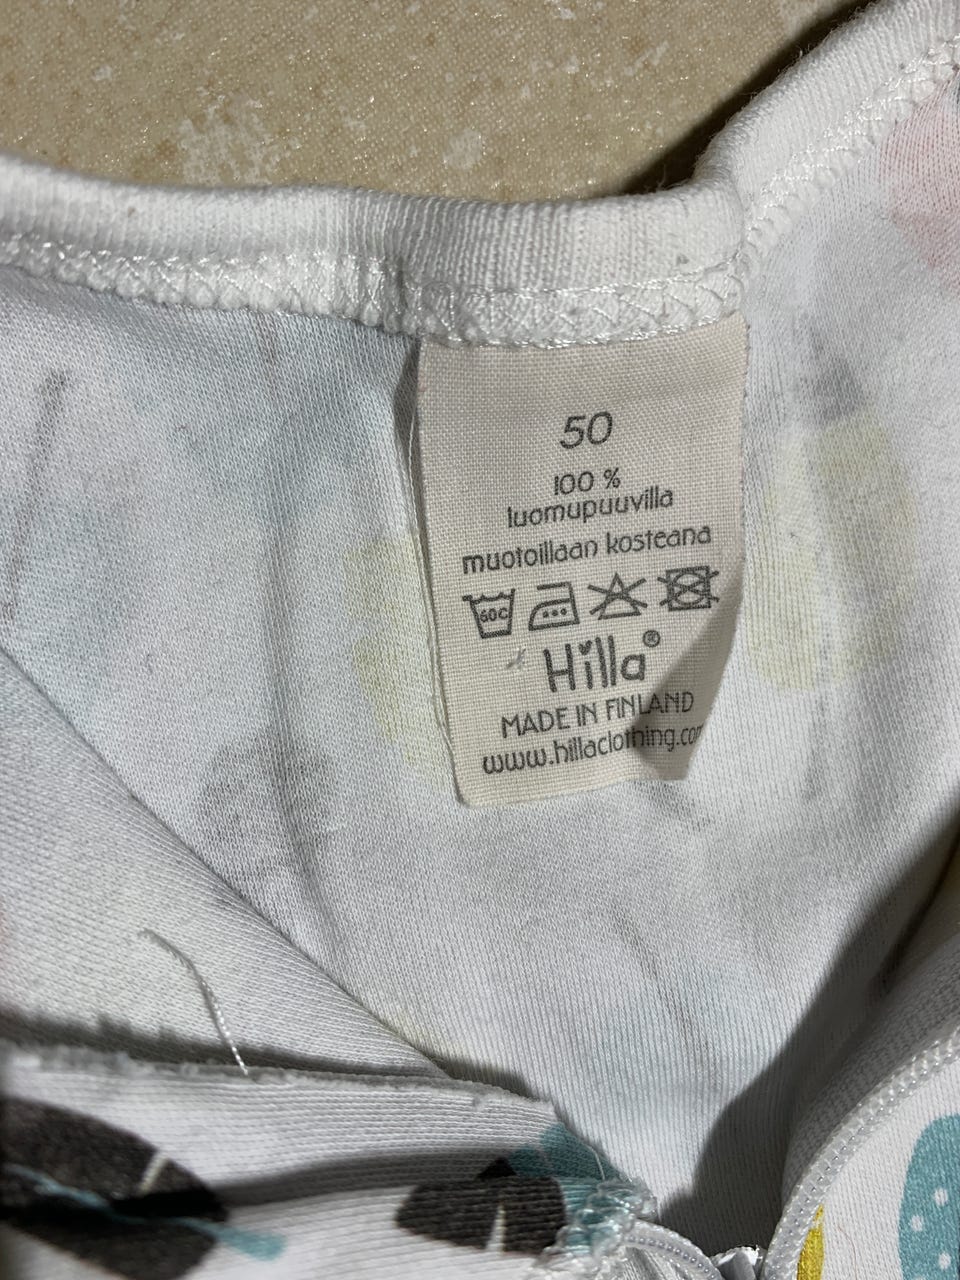 50
100 %
luomupuuvilla
muotoillaan kosteana
60C
Hilla®
MADE IN FINLAND
www.hillaclothing.com